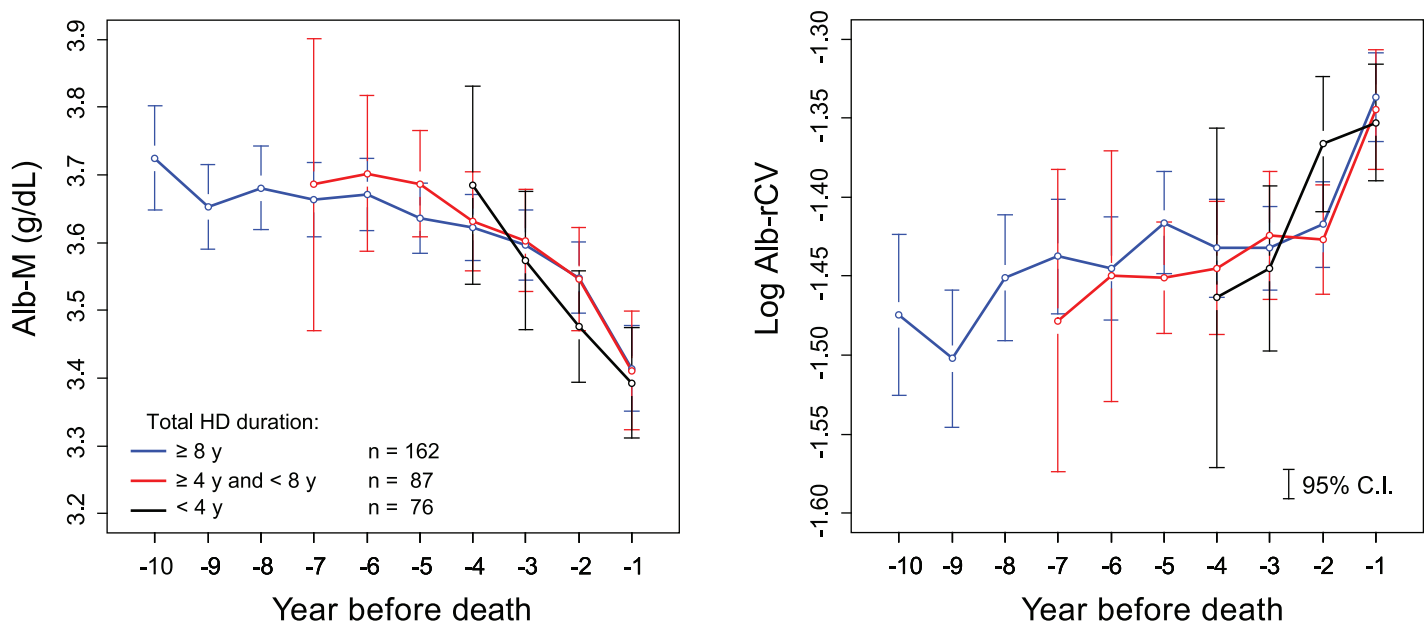 Alb-M (g/dL)
3.9
3.8
3.7
3.6
3.5
3.4
3.3
3.2
Total HD duration:
≥ 8 y n = 162
≥ 4 y and < 8 y n = 87
< 4 y n = 76
-10 -9 -8 -7 -6 -5 -4 -3 -2 -1
Year before death
Log Alb-rCV
-1.30
-1.35
-1.40
-1.45
-1.50
-1.55
-1.60
95% C.I.
-10 -9 -8 -7 -6 -5 -4 -3 -2 -1
Year before death